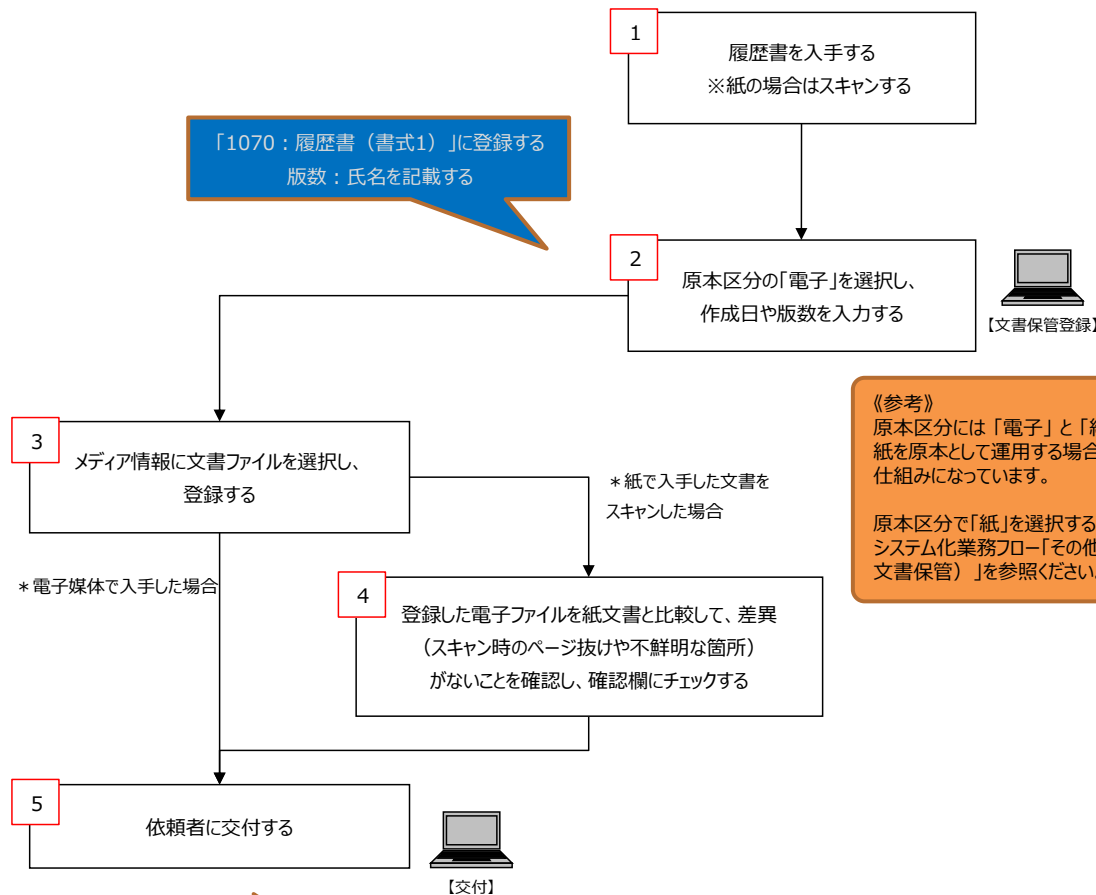 1
履歴書を入手する
※紙の場合はスキャンする
「1070：履歴書（書式1）」に登録する
版数：氏名を記載する
2
原本区分の「電子」を選択し、
作成日や版数を入力する
【文書保管登録】
《参考》
原本区分には「電子」と「紙
紙を原本として運用する場合
仕組みになっています。
原本区分で「紙」を選択する
システム化業務フロー「その他
文書保管）」を参照ください。
3
メディア情報に文書ファイルを選択し、
登録する
＊紙で入手した文書を
スキャンした場合
＊電子媒体で入手した場合
4
登録した電子ファイルを紙文書と比較して、差異
（スキャン時のページ抜けや不鮮明な箇所）
がないことを確認し、確認欄にチェックする
5
依頼者に交付する
【交付】